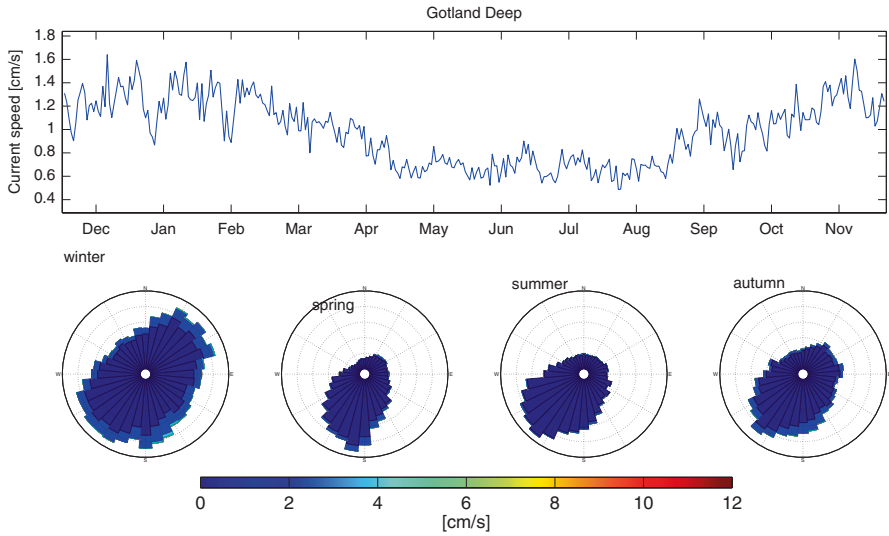 Gotland Deep
Current speed [cm/s]
1.8
1.6
1.4
1.2
1
0.8
0.6
0.4
Dec Jan Feb Mar Apr May Jun Jul Aug Sep Oct Nov
winter
spring
summer
autumn
N N N N
W E W E W E W E
S S S S
0 2 4 6 8 10 12
[cm/s]